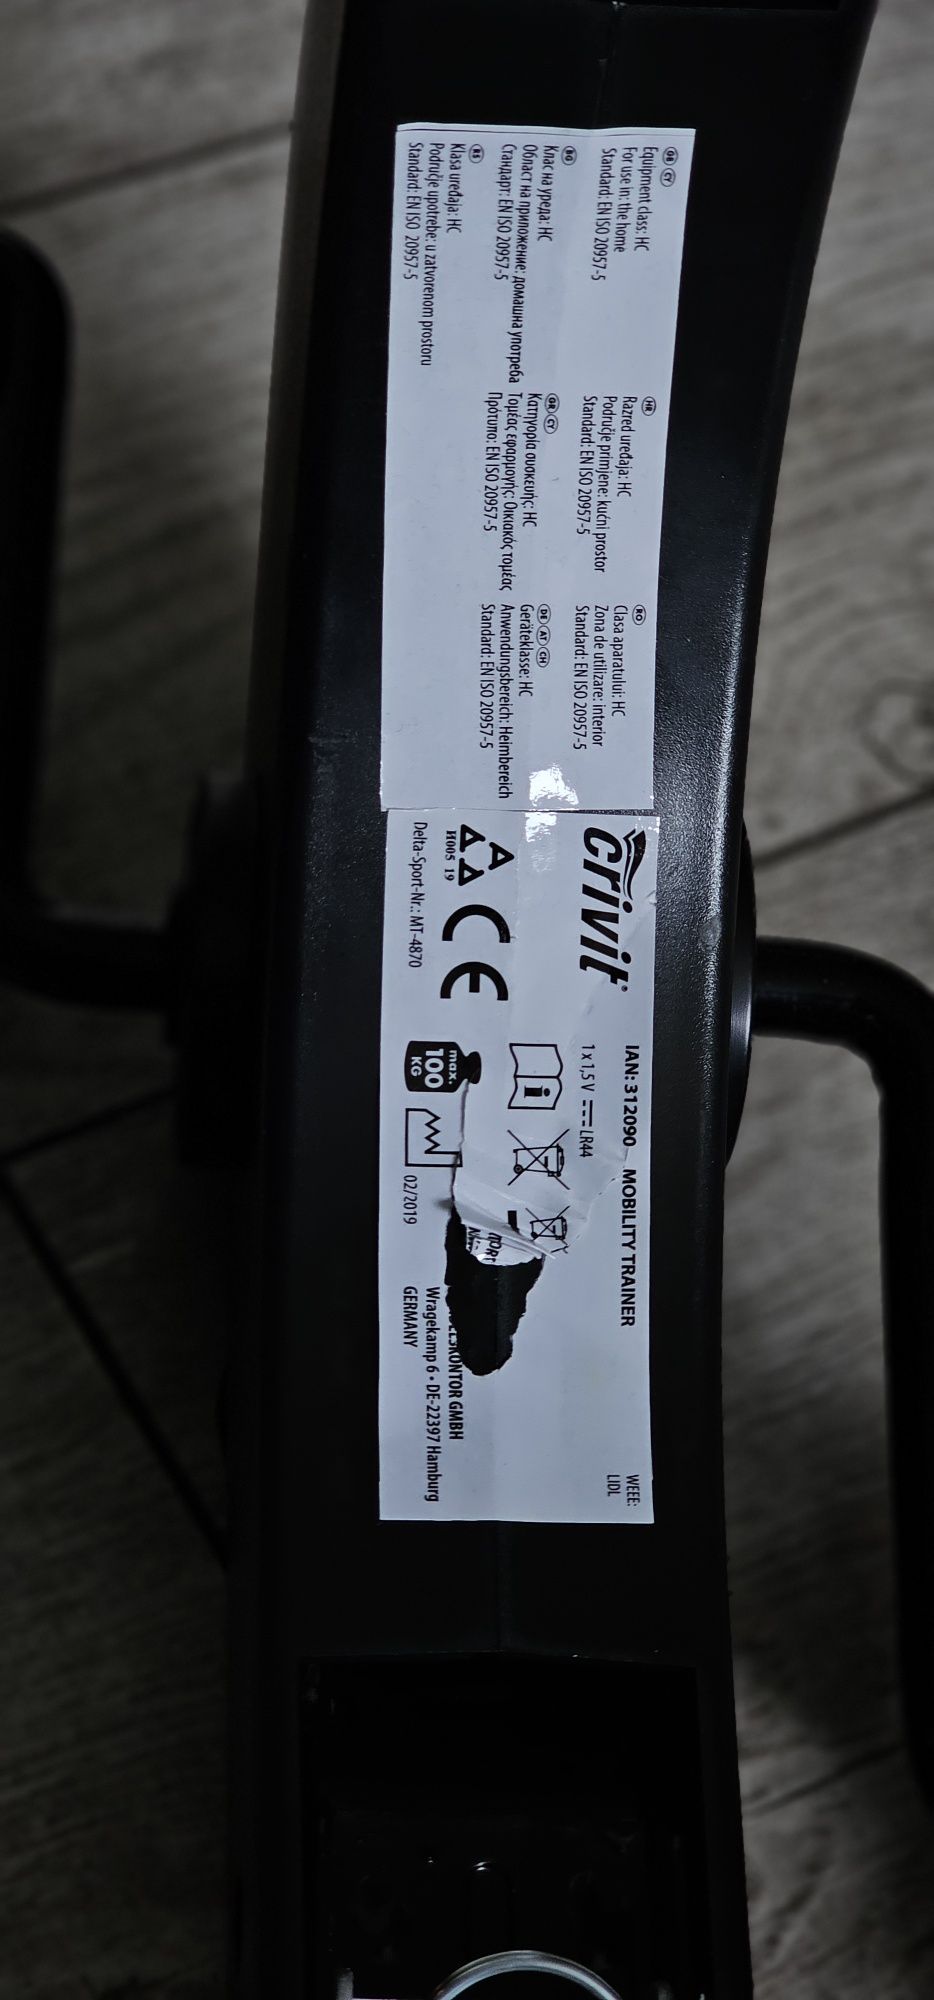 GB CY
Equipment class: HC
For use in: the home
Standard: EN ISO 20957-5
HR
Razred uređaja: HC
Područje primjene: kućni prostor
Standard: EN ISO 20957-5
RO
Clasa aparatului: HC
Zona de utilizare: interior
Standard: EN ISO 20957-5
BG
Клас на уреда: HC
Област на приложение: домашна употреба
Стандарт: EN ISO 20957-5
GR CY
Κατηγορία συσκευής: HC
Τομέας εφαρμογής: Οικιακός τομέας
Πρότυπο: EN ISO 20957-5
DE AT CH
Geräteklasse: HC
Anwendungsbereich: Heimbereich
Standard: EN ISO 20957-5
RS
Klasa uređaja: HC
Područje upotrebe: u zatvorenom prostoru
Standard: EN ISO 20957-5
crivit®
IAN: 312090 MOBILITY TRAINER
1 x 1,5 V LR44
WEEE:
LIDL
A A A
И005 19
CE
Delta-Sport-Nr.: MT-4870
max.
100
KG
02/2019
KONTOR GMBH
Wragekamp 6 • DE-22397 Hamburg
GERMANY